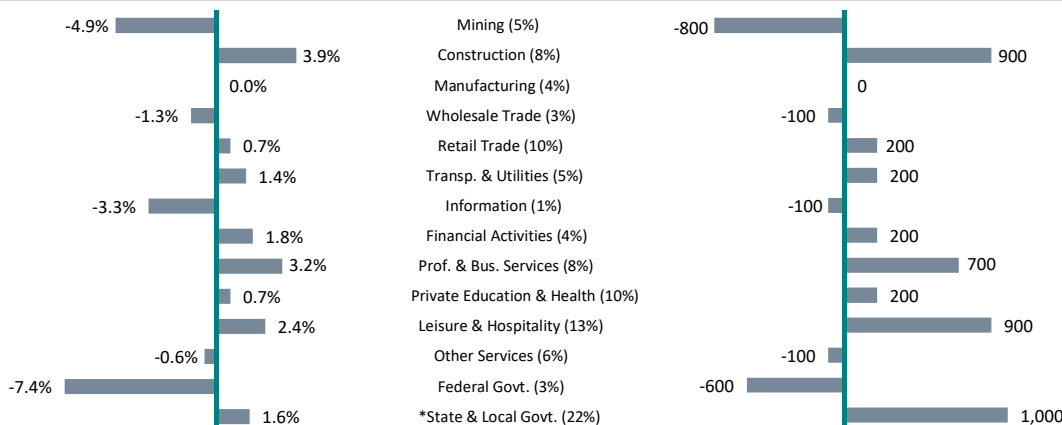 -4.9% Mining (5%) -800
3.9% Construction (8%) 900
0.0% Manufacturing (4%) 0
-1.3% Wholesale Trade (3%) -100
0.7% Retail Trade (10%) 200
1.4% Transp. & Utilities (5%) 200
-3.3% Information (1%) -100
1.8% Financial Activities (4%) 200
3.2% Prof. & Bus. Services (8%) 700
0.7% Private Education & Health (10%) 200
2.4% Leisure & Hospitality (13%) 900
-0.6% Other Services (6%) -100
-7.4% Federal Govt. (3%) -600
1.6% *State & Local Govt. (22%) 1,000